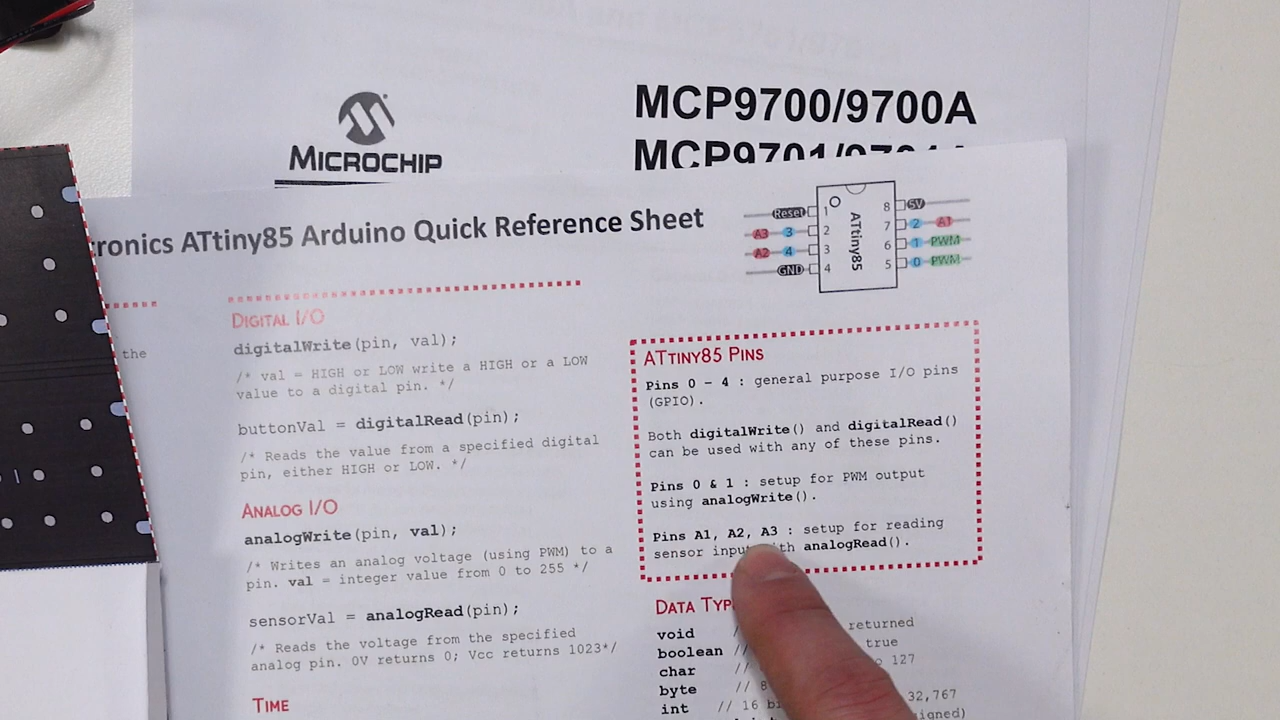 MICROCHIP
MCP9700/9700A
tronics ATtiny85 Arduino Quick Reference Sheet
Reset 1
A3 3 2
A2 4 3
GND 4
ATtiny85
8 5V
7 2 A1
6 1 PWM
5 0 PWM
the
DIGITAL I/O
digitalWrite(pin, val);
/* val = HIGH or LOW write a HIGH or a LOW
value to a digital pin. */
buttonVal = digitalRead(pin);
/* Reads the value from a specified digital
pin, either HIGH or LOW. */
ANALOG I/O
analogWrite(pin, val);
/* Writes an analog voltage (using PWM) to a
pin. val = integer value from 0 to 255 */
sensorVal = analogRead(pin);
/* Reads the voltage from the specified
analog pin. 0V returns 0; Vcc returns 1023*/
TIME
ATTINY85 PINS
Pins 0 – 4 : general purpose I/O pins
(GPIO).
Both digitalWrite() and digitalRead()
can be used with any of these pins.
Pins 0 & 1 : setup for PWM output
using analogWrite().
Pins A1, A2, A3 : setup for reading
sensor input with analogRead().
DATA TYP
void // returned
boolean // true
char // 127
byte // 8
int // 16 32,767